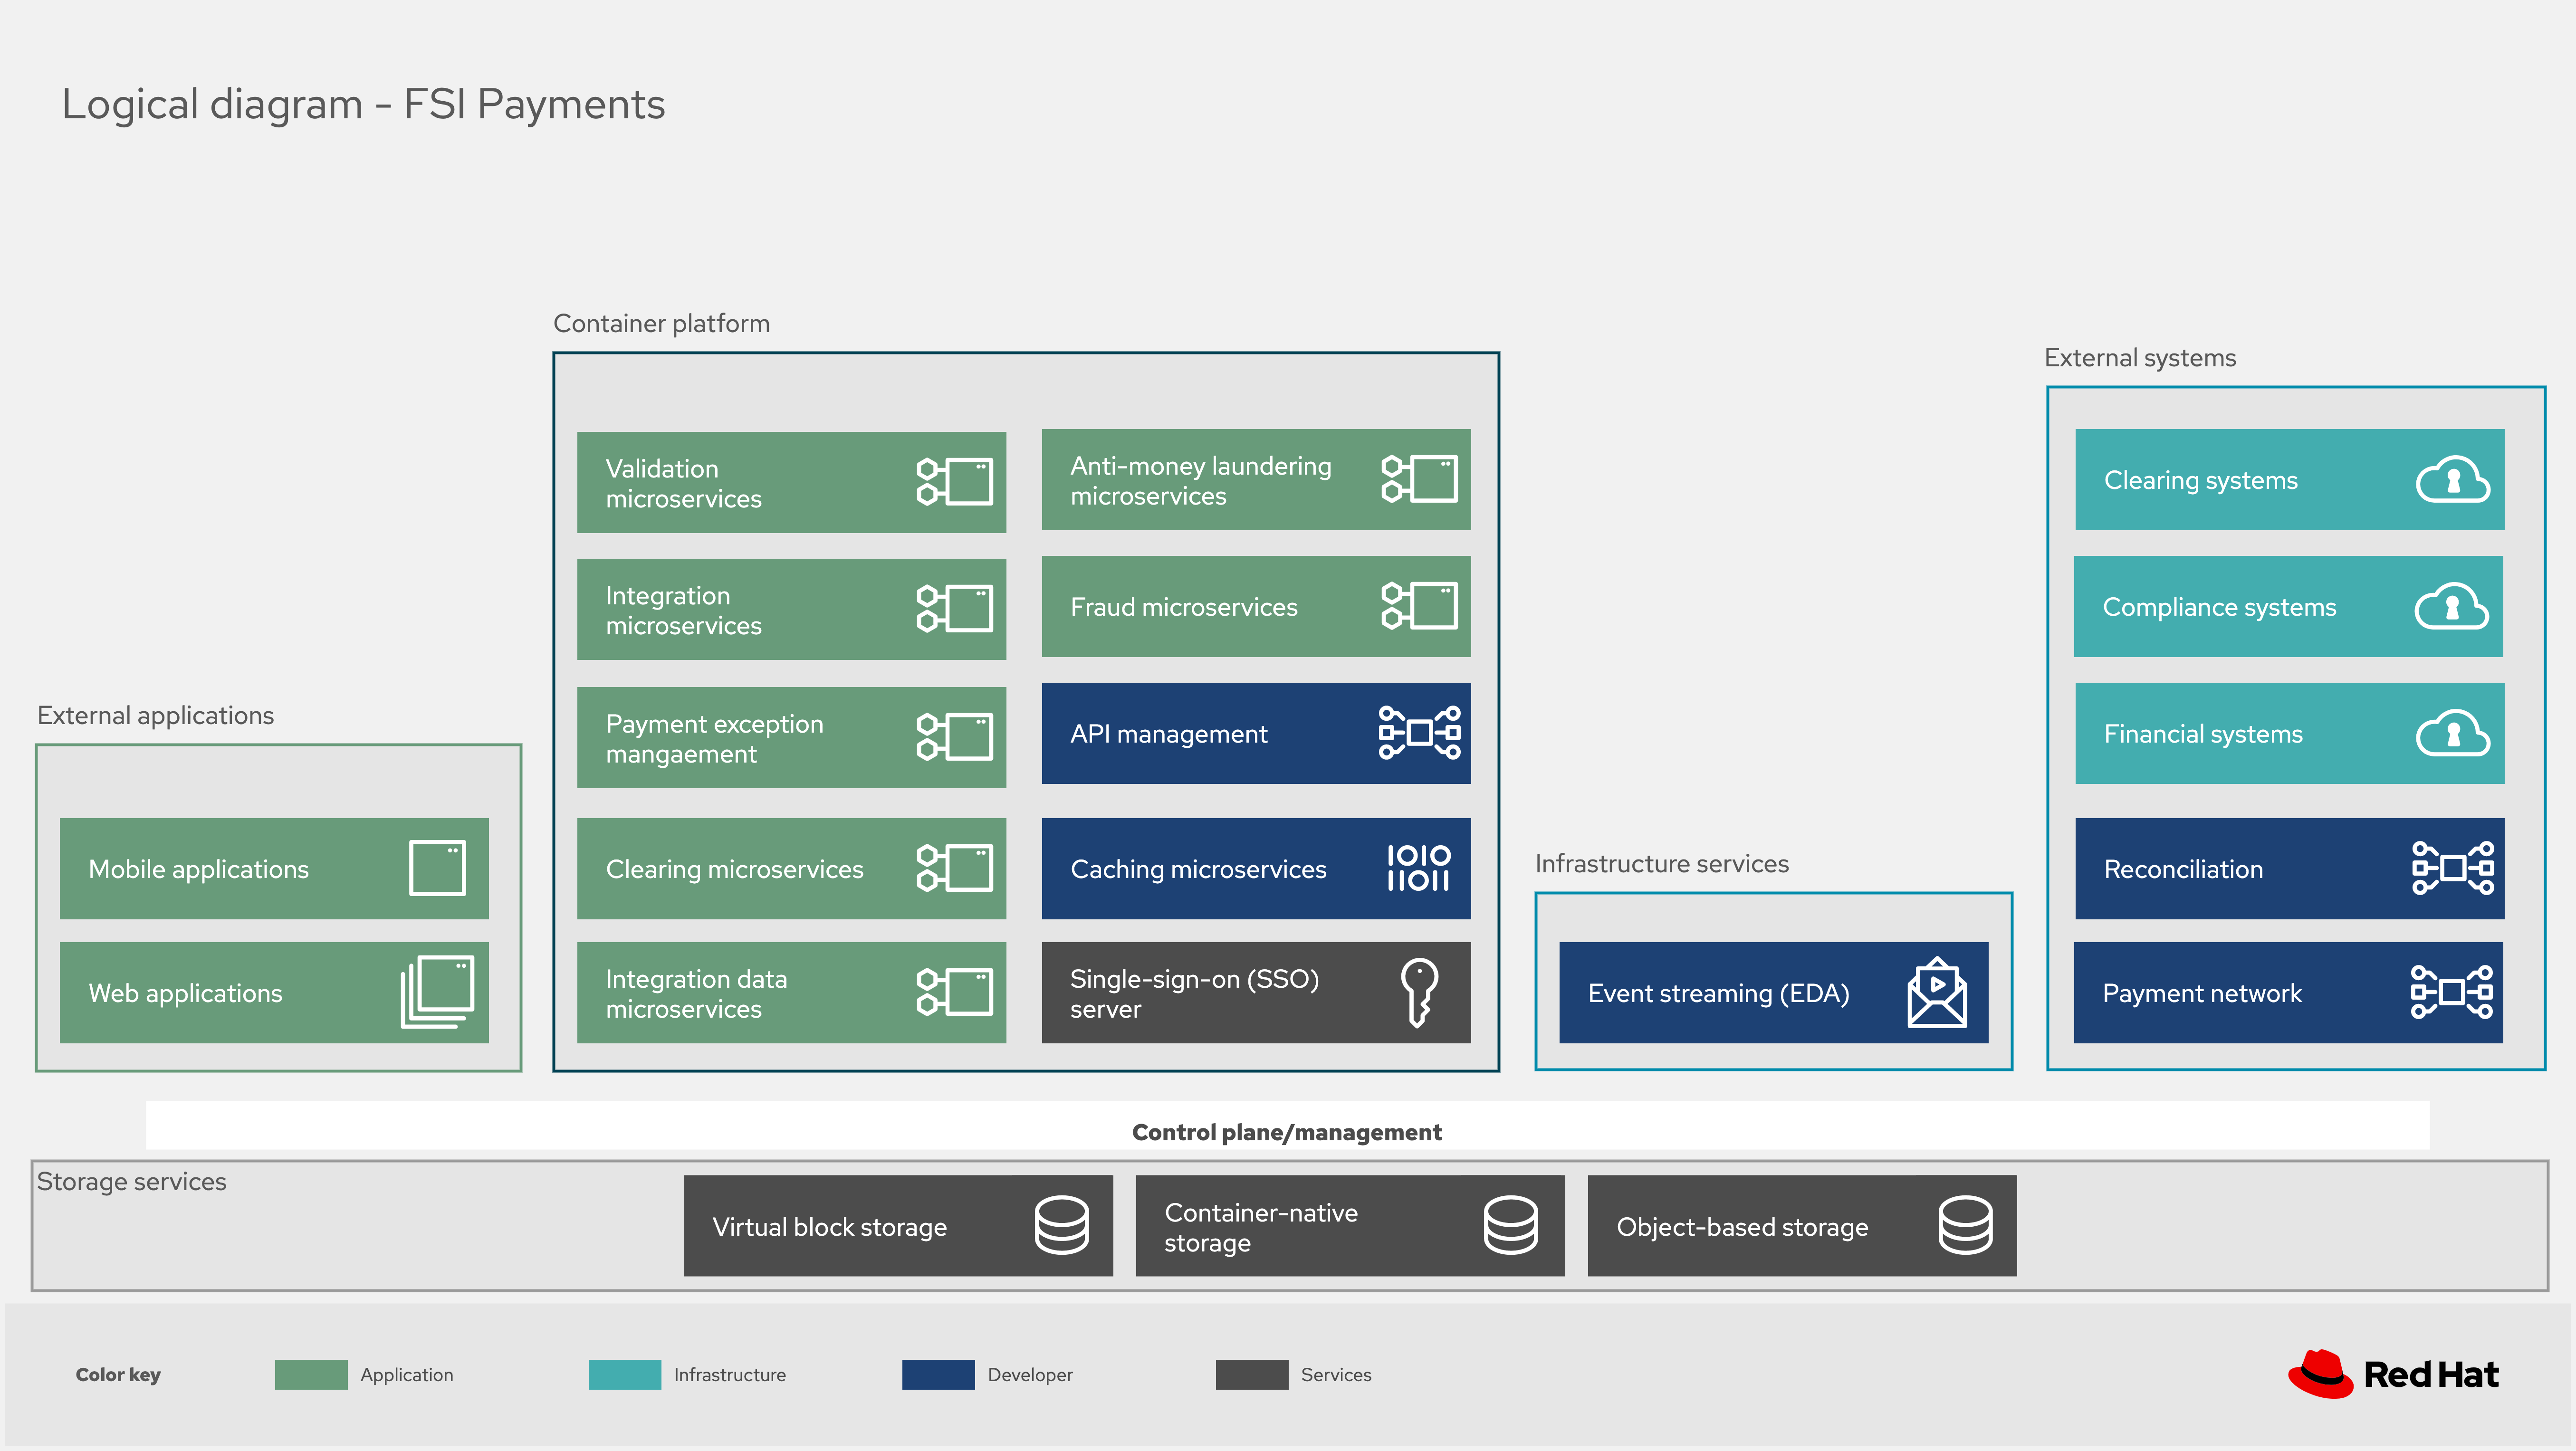 Logical diagram - FSI Payments
Container platform
External systems
External applications
Infrastructure services
Validation
microservices
Integration
microservices
Payment exception
mangaement
Clearing microservices
Integration data
microservices
Anti-money laundering
microservices
Fraud microservices
API management
Caching microservices
Single-sign-on (SSO)
server
Clearing systems
Compliance systems
Financial systems
Reconciliation
Payment network
Mobile applications
Web applications
Event streaming (EDA)
Control plane/management
Storage services
Virtual block storage
Container-native
storage
Object-based storage
Color key
Application
Infrastructure
Developer
Services
Red Hat